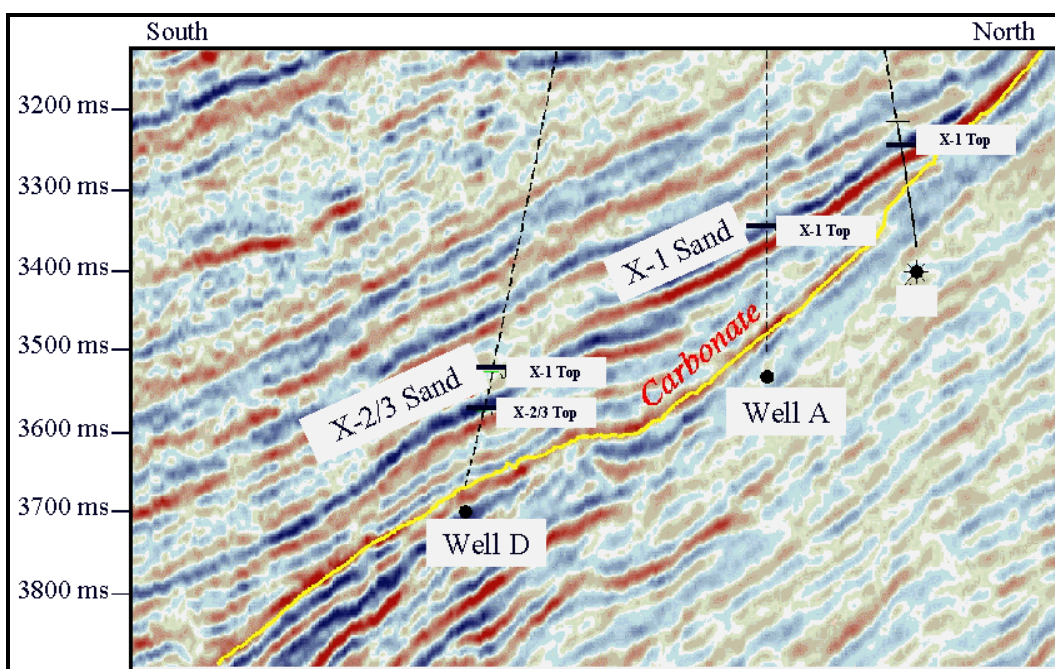 South
North
3200 ms
X-1 Top
3300 ms
X-1 Sand
X-1 Top
3400 ms
Carbonate
3500 ms
X-2/3 Sand
X-1 Top
X-2/3 Top
Well A
3600 ms
3700 ms
Well D
3800 ms